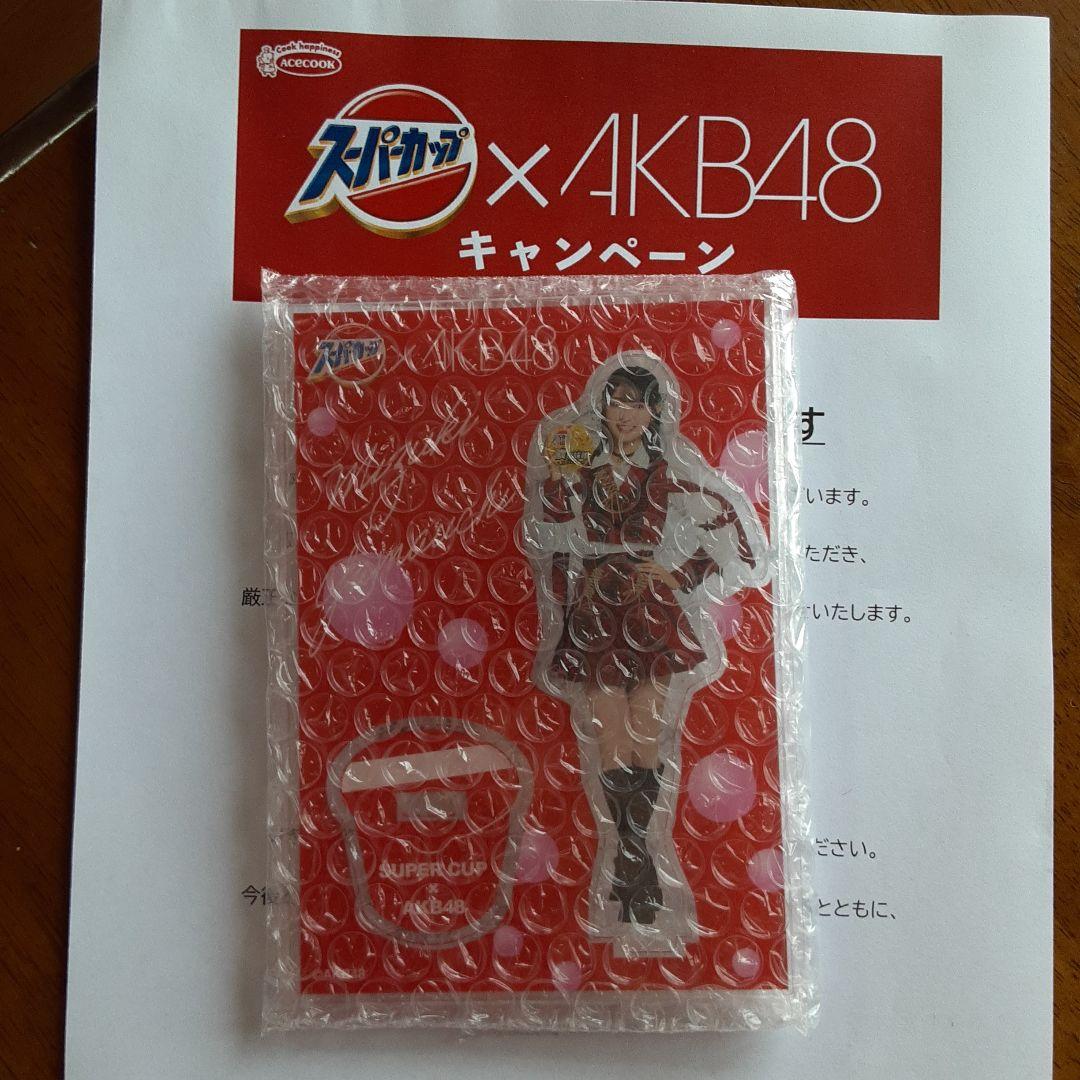 Cook happiness
ACECOOK
スーパーカップ × AKB48
キャンペーン
スーパーカップ × AKB48
す
います。
ただき、
厳正
いたします。
SUPER CUP
×
AKB48
ださい。
今後
とともに、